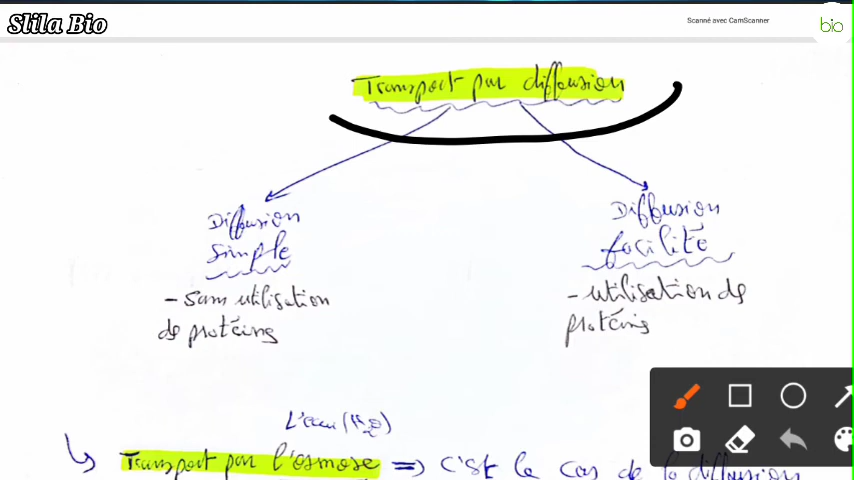 Slila Bio
Scanné avec CamScanner
bio
Transport par diffusion
Diffusion
simple
- sans utilisation
de protéins
Diffusion
facilité
- utilisation de
protéins
L'eau (H2O)
Transport par l'osmose => c'est le cas de la diffusion